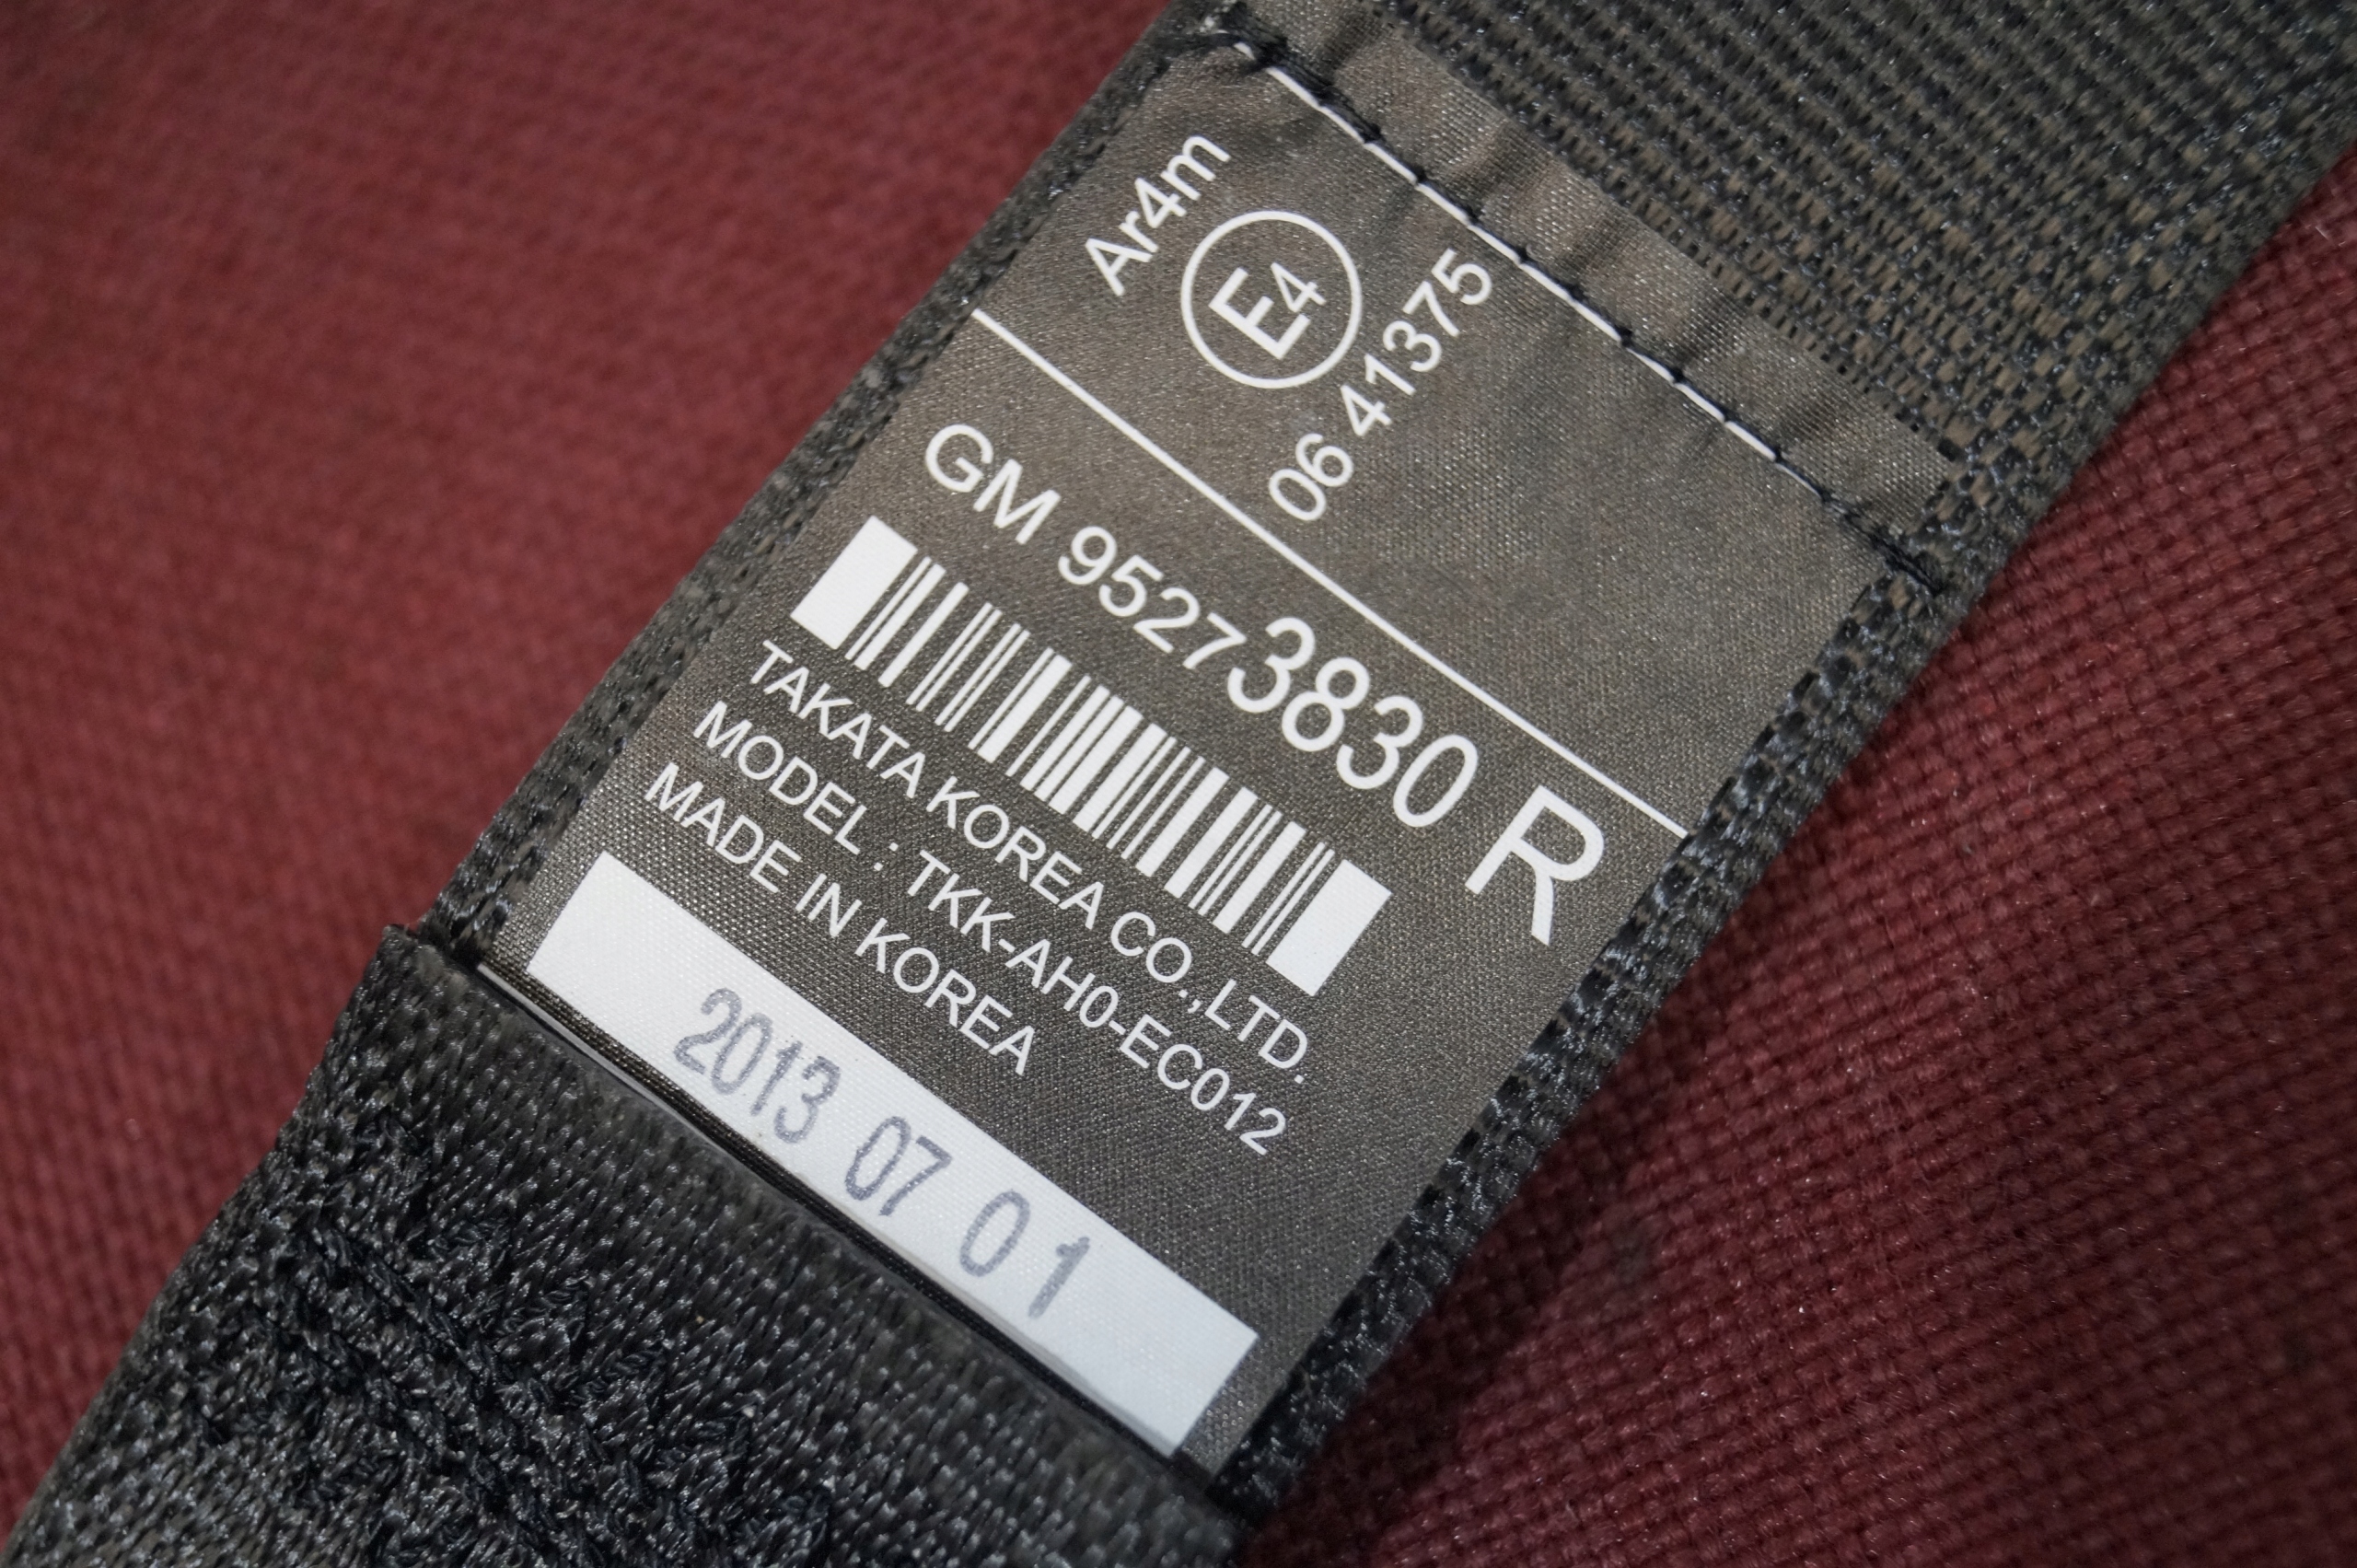 Ar4m
E4
06 41375
GM 95273830 R
TAKATA KOREA CO.,LTD.
MODEL : TKK-AH0-EC012
MADE IN KOREA
2013 07 0 1